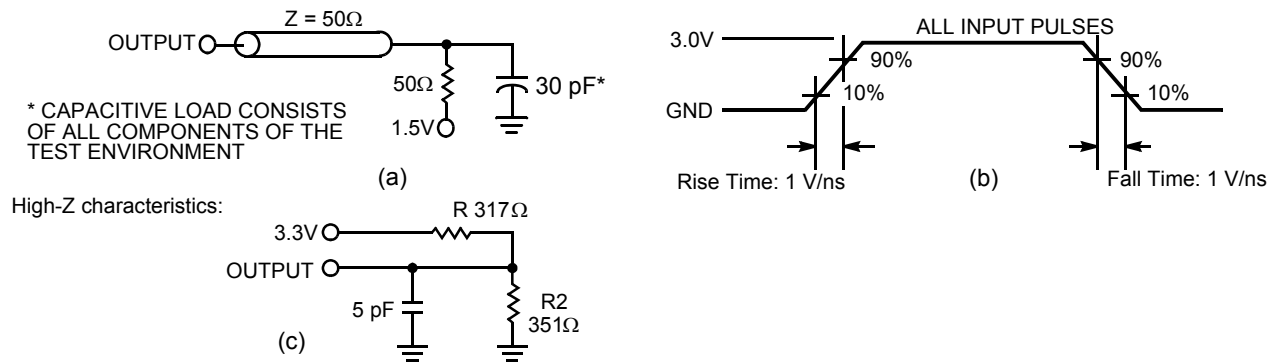 Z = 50Ω
OUTPUT
50Ω
30 pF*
1.5V
* CAPACITIVE LOAD CONSISTS
OF ALL COMPONENTS OF THE
TEST ENVIRONMENT
(a)
ALL INPUT PULSES
3.0V
90%
90%
10%
10%
GND
Rise Time: 1 V/ns
(b)
Fall Time: 1 V/ns
High-Z characteristics:
R 317Ω
3.3V
OUTPUT
5 pF
R2
351Ω
(c)